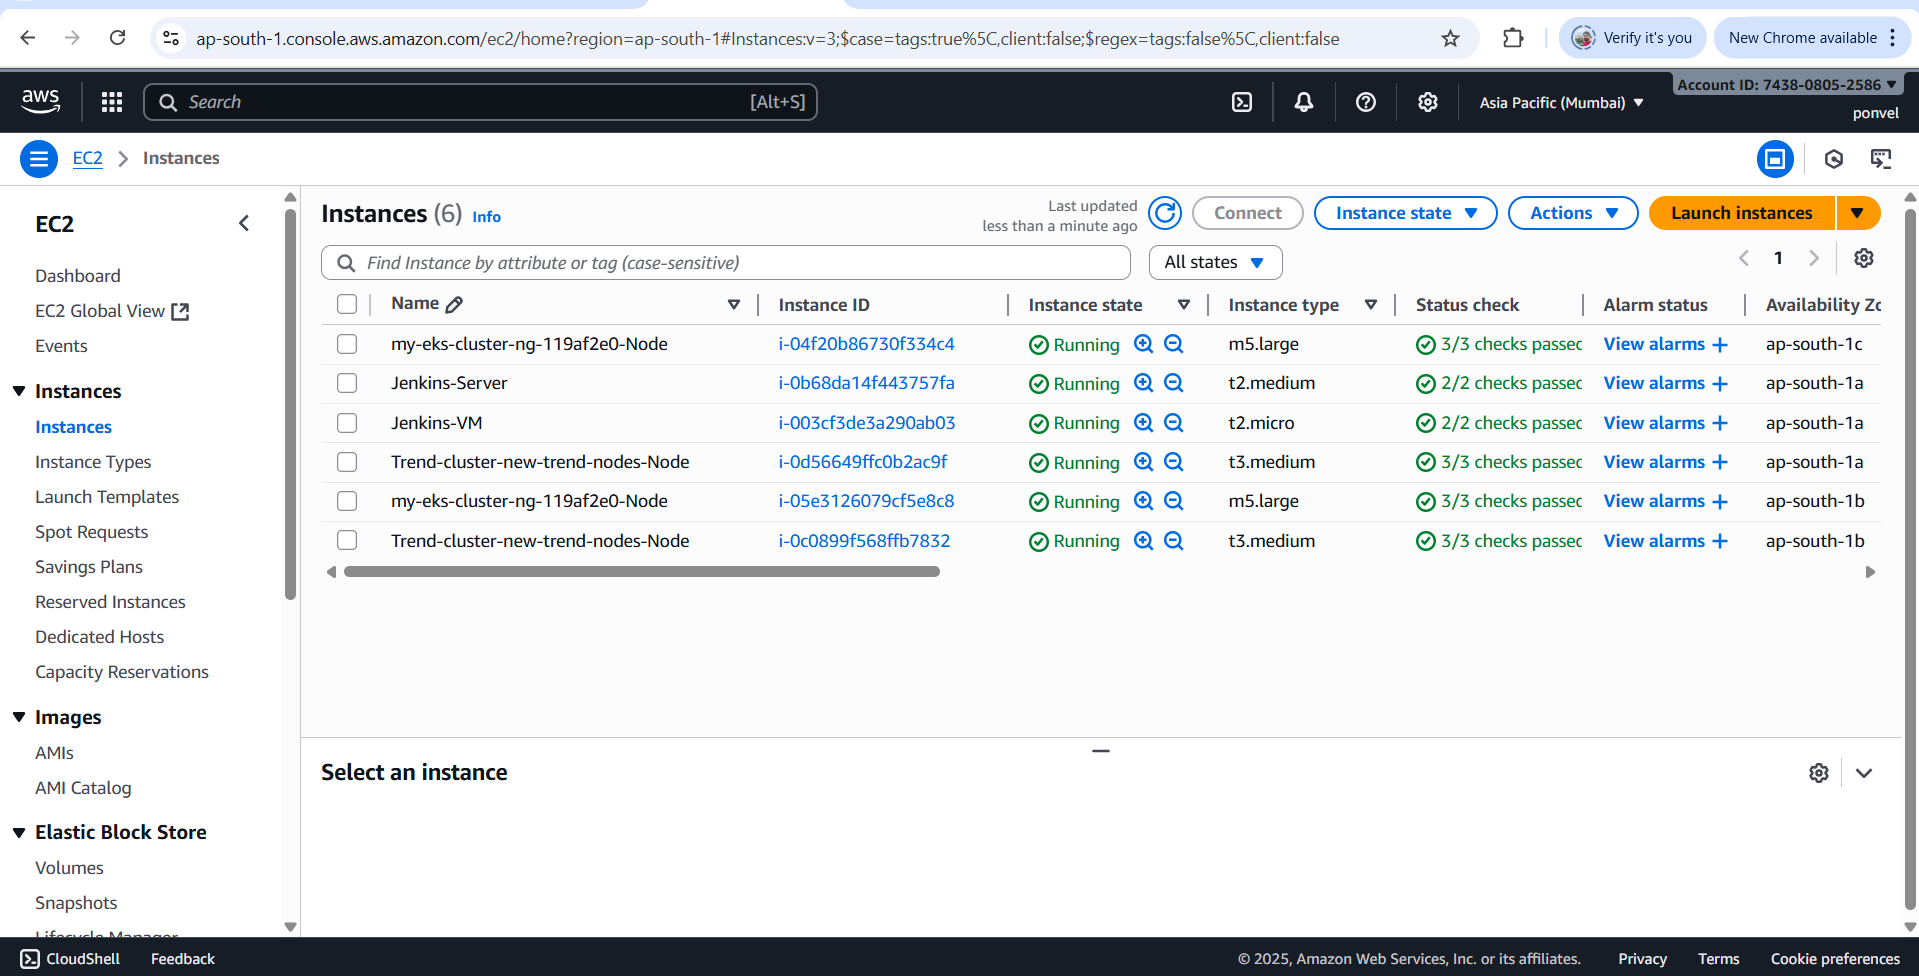 ap-south-1.console.aws.amazon.com/ec2/home?region=ap-south-1#Instances:v=3;$case=tags:true%5C,client:false;$regex=tags:false%5C,client:false
Verify it's you
New Chrome available
aws
Search
[Alt+S]
Asia Pacific (Mumbai)
Account ID: 7438-0805-2586
ponvel
EC2
Instances
EC2
Dashboard
EC2 Global View
Events
Instances
Instances
Instance Types
Launch Templates
Spot Requests
Savings Plans
Reserved Instances
Dedicated Hosts
Capacity Reservations
Images
AMIs
AMI Catalog
Elastic Block Store
Volumes
Snapshots
Lifecycle Manager
Instances (6) Info
Last updated
less than a minute ago
Connect
Instance state
Actions
Launch instances
Find Instance by attribute or tag (case-sensitive)
All states
1
Name Instance ID Instance state Instance type Status check Alarm status Availability Zo
my-eks-cluster-ng-119af2e0-Node i-04f20b86730f334c4 Running m5.large 3/3 checks passec View alarms + ap-south-1c
Jenkins-Server i-0b68da14f443757fa Running t2.medium 2/2 checks passec View alarms + ap-south-1a
Jenkins-VM i-003cf3de3a290ab03 Running t2.micro 2/2 checks passec View alarms + ap-south-1a
Trend-cluster-new-trend-nodes-Node i-0d56649ffc0b2ac9f Running t3.medium 3/3 checks passec View alarms + ap-south-1a
my-eks-cluster-ng-119af2e0-Node i-05e3126079cf5e8c8 Running m5.large 3/3 checks passec View alarms + ap-south-1b
Trend-cluster-new-trend-nodes-Node i-0c0899f568ffb7832 Running t3.medium 3/3 checks passec View alarms + ap-south-1b
Select an instance
CloudShell
Feedback
© 2025, Amazon Web Services, Inc. or its affiliates.
Privacy
Terms
Cookie preferences